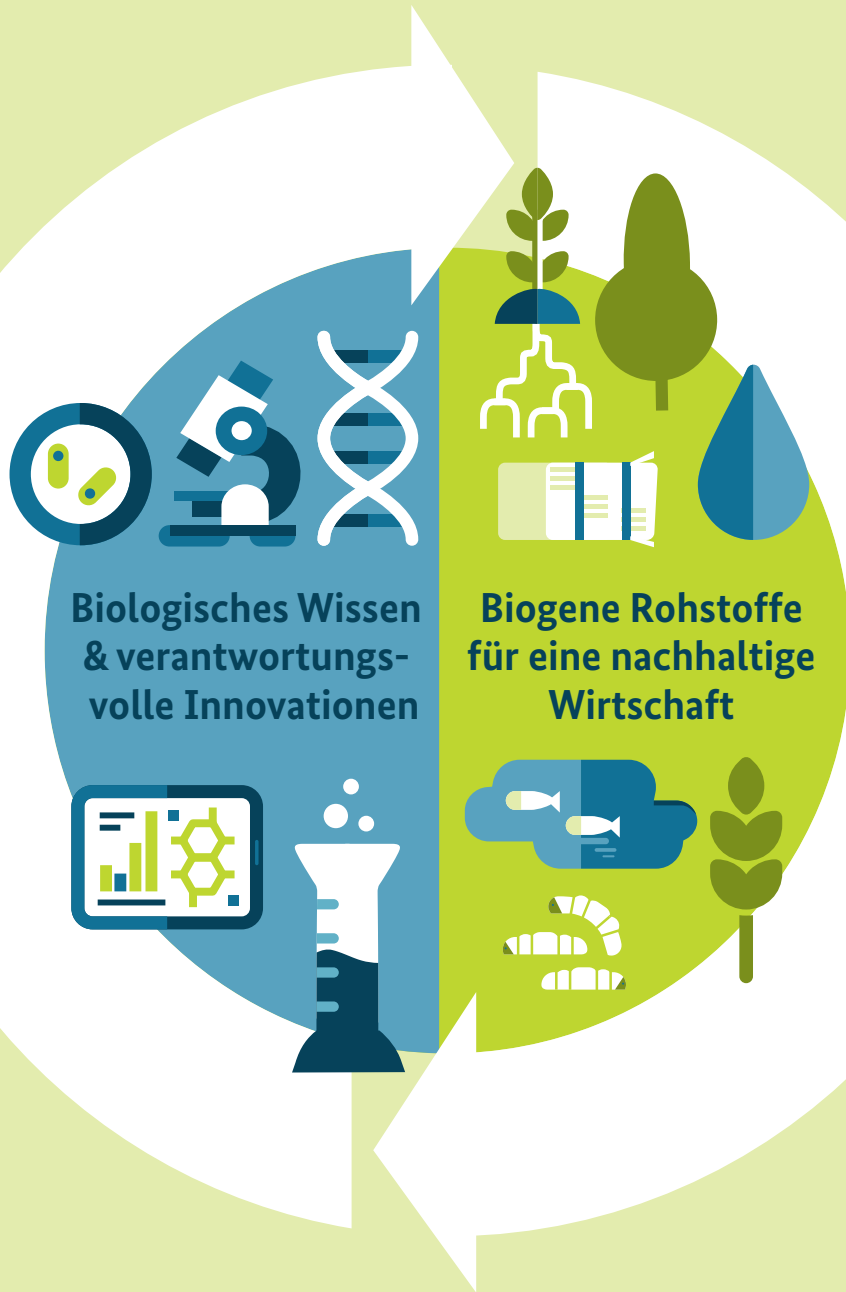 Biologisches Wissen
& verantwortungs-
volle Innovationen
Biogene Rohstoffe
für eine nachhaltige
Wirtschaft